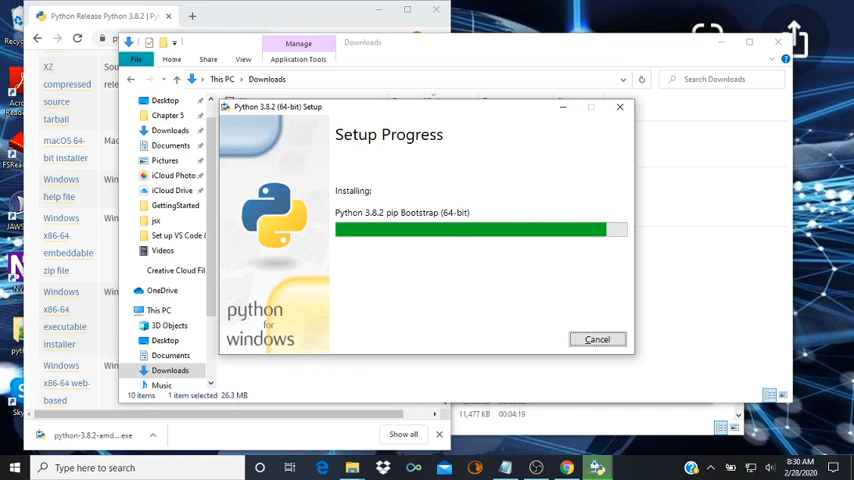 Python Release Python 3.8.2 | Py
XZ
compressed
source
tarball
Sou
rele
macOS 64-
bit installer
Mac
Windows
help file
Win
Windows
x86-64
embeddable
zip file
Win
Windows
x86-64
executable
installer
Win
Windows
x86-64 web-
based
Win
Manage
Downloads
File
Home
Share
View
Application Tools
This PC
Downloads
Search Downloads
Desktop
Chapter 5
Downloads
Documents
Pictures
iCloud Photo
iCloud Drive
GettingStarted
jsx
Set up VS Code &
Videos
Creative Cloud Fil
OneDrive
This PC
3D Objects
Desktop
Documents
Downloads
Music
10 items
1 item selected 26.3 MB
Python 3.8.2 (64-bit) Setup
Setup Progress
Installing:
Python 3.8.2 pip Bootstrap (64-bit)
python
for
windows
Cancel
11,477 KB
00:04:19
python-3.8.2-amd....exe
Show all
Type here to search
8:30 AM
2/28/2020